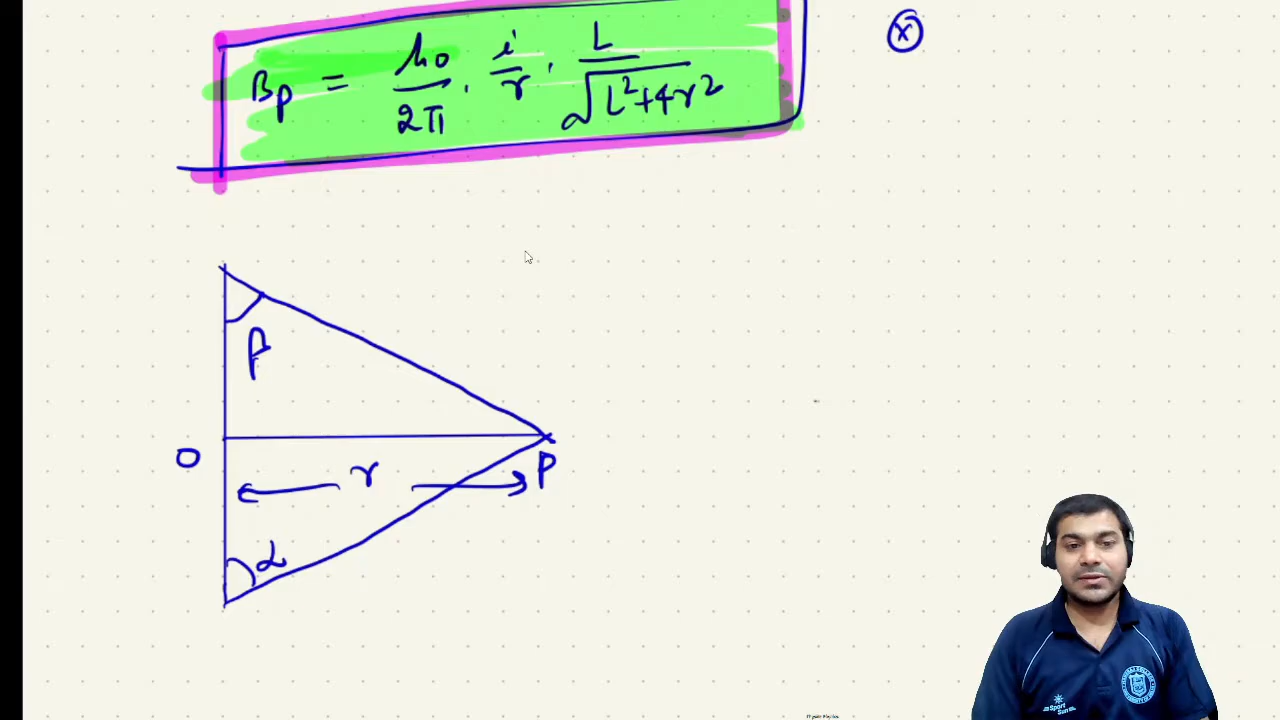 Bp = μ0/2π · i/r · L/√L²+4r²
β
O
r
P
α